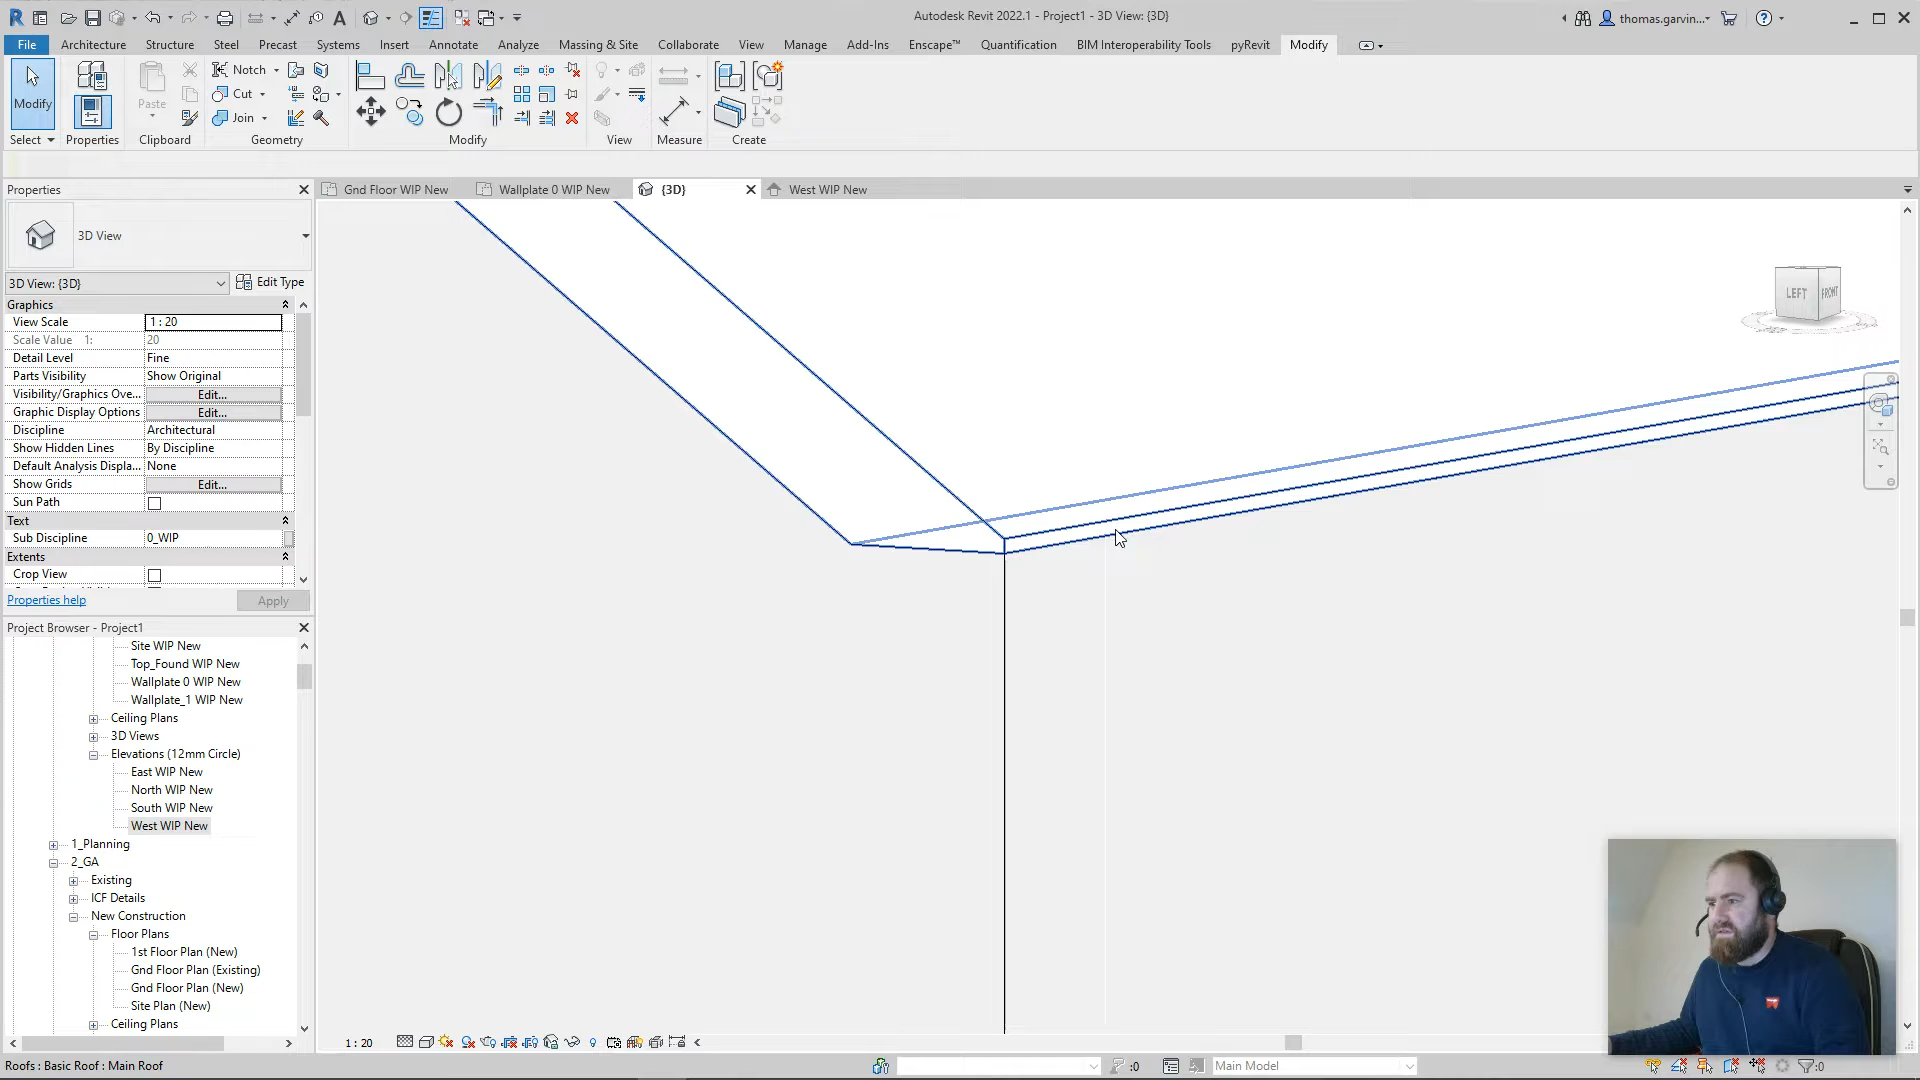 Autodesk Revit 2022.1 - Project1 - 3D View: {3D}
thomas.garvin...
File Architecture Structure Steel Precast Systems Insert Annotate Analyze Massing & Site Collaborate View Manage Add-Ins Enscape™ Quantification BIM Interoperability Tools pyRevit Modify
Modify
Paste
Notch
Cut
Join
Select Properties Clipboard Geometry Modify View Measure Create
Properties
Gnd Floor WIP New
Wallplate 0 WIP New
{3D}
West WIP New
3D View
3D View: {3D}
Edit Type
Graphics
View Scale 1 : 20
Scale Value 1: 20
Detail Level Fine
Parts Visibility Show Original
Visibility/Graphics Ove... Edit...
Graphic Display Options Edit...
Discipline Architectural
Show Hidden Lines By Discipline
Default Analysis Displa... None
Show Grids Edit...
Sun Path
Text
Sub Discipline 0_WIP
Extents
Crop View
Properties help
Apply
Project Browser - Project1
Site WIP New
Top_Found WIP New
Wallplate 0 WIP New
Wallplate_1 WIP New
Ceiling Plans
3D Views
Elevations (12mm Circle)
East WIP New
North WIP New
South WIP New
West WIP New
1_Planning
2_GA
Existing
ICF Details
New Construction
Floor Plans
1st Floor Plan (New)
Gnd Floor Plan (Existing)
Gnd Floor Plan (New)
Site Plan (New)
Ceiling Plans
LEFT
FRONT
1 : 20
Roofs : Basic Roof : Main Roof
:0
Main Model
:0